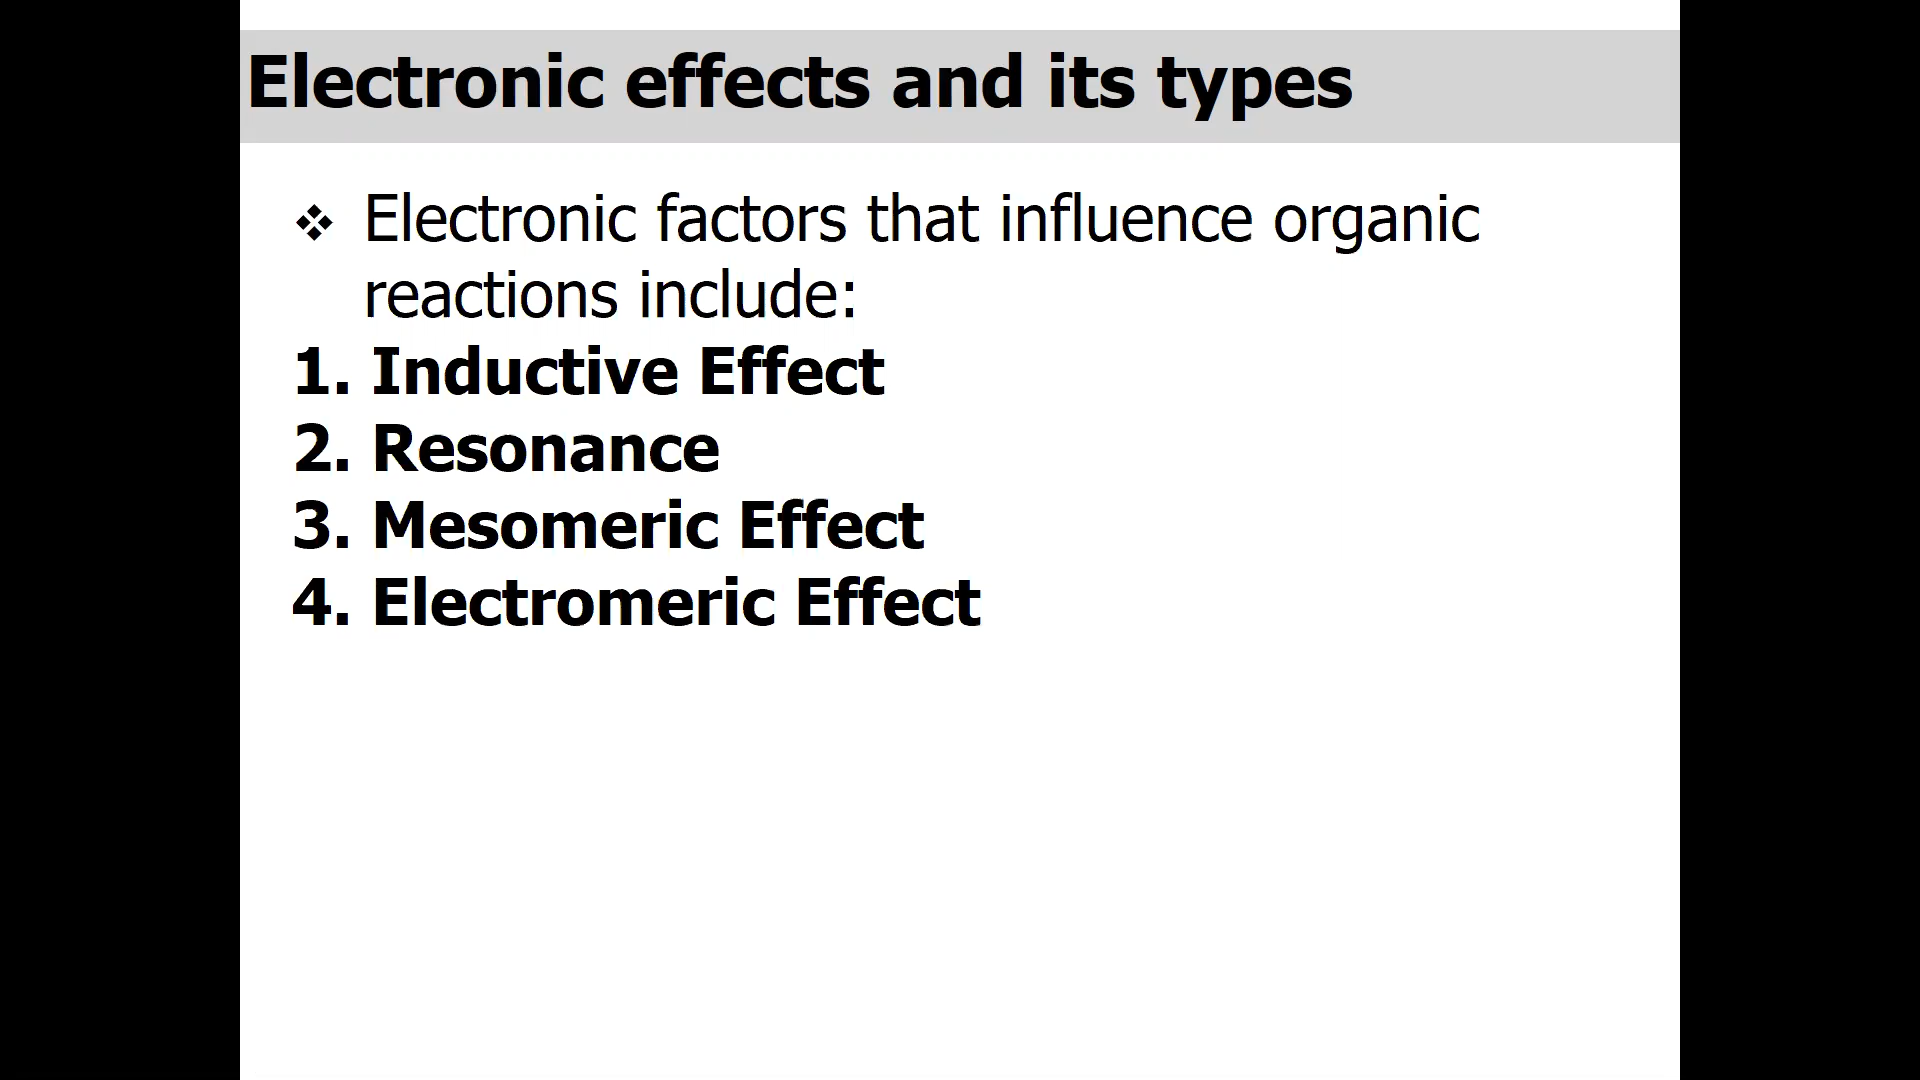 Electronic effects and its types
❖ Electronic factors that influence organic
reactions include:
1. Inductive Effect
2. Resonance
3. Mesomeric Effect
4. Electromeric Effect